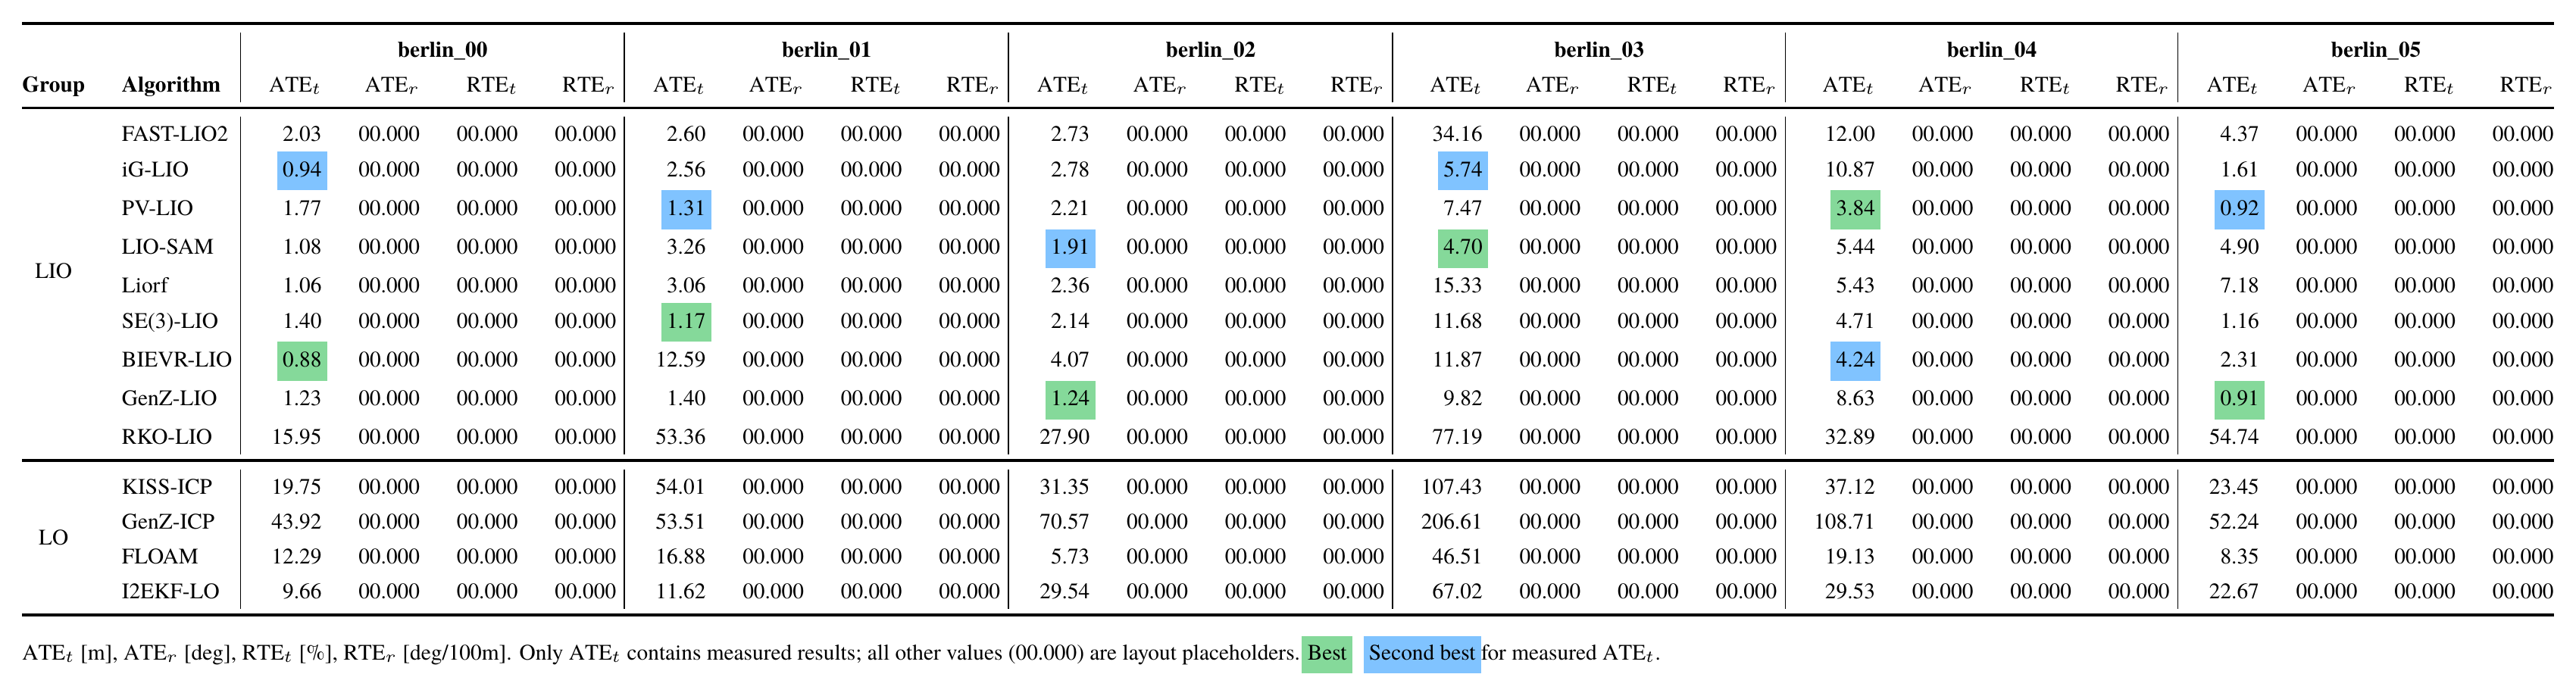 berlin_00 berlin_01 berlin_02 berlin_03 berlin_04 berlin_05
Group Algorithm ATE_t ATE_r RTE_t RTE_r ATE_t ATE_r RTE_t RTE_r ATE_t ATE_r RTE_t RTE_r ATE_t ATE_r RTE_t RTE_r ATE_t ATE_r RTE_t RTE_r ATE_t ATE_r RTE_t RTE_r
FAST-LIO2 2.03 00.000 00.000 00.000 2.60 00.000 00.000 00.000 2.73 00.000 00.000 00.000 34.16 00.000 00.000 00.000 12.00 00.000 00.000 00.000 4.37 00.000 00.000 00.000
iG-LIO 0.94 00.000 00.000 00.000 2.56 00.000 00.000 00.000 2.78 00.000 00.000 00.000 5.74 00.000 00.000 00.000 10.87 00.000 00.000 00.000 1.61 00.000 00.000 00.000
PV-LIO 1.77 00.000 00.000 00.000 1.31 00.000 00.000 00.000 2.21 00.000 00.000 00.000 7.47 00.000 00.000 00.000 3.84 00.000 00.000 00.000 0.92 00.000 00.000 00.000
LIO-SAM 1.08 00.000 00.000 00.000 3.26 00.000 00.000 00.000 1.91 00.000 00.000 00.000 4.70 00.000 00.000 00.000 5.44 00.000 00.000 00.000 4.90 00.000 00.000 00.000
LIO
Liorf 1.06 00.000 00.000 00.000 3.06 00.000 00.000 00.000 2.36 00.000 00.000 00.000 15.33 00.000 00.000 00.000 5.43 00.000 00.000 00.000 7.18 00.000 00.000 00.000
SE(3)-LIO 1.40 00.000 00.000 00.000 1.17 00.000 00.000 00.000 2.14 00.000 00.000 00.000 11.68 00.000 00.000 00.000 4.71 00.000 00.000 00.000 1.16 00.000 00.000 00.000
BIEVR-LIO 0.88 00.000 00.000 00.000 12.59 00.000 00.000 00.000 4.07 00.000 00.000 00.000 11.87 00.000 00.000 00.000 4.24 00.000 00.000 00.000 2.31 00.000 00.000 00.000
GenZ-LIO 1.23 00.000 00.000 00.000 1.40 00.000 00.000 00.000 1.24 00.000 00.000 00.000 9.82 00.000 00.000 00.000 8.63 00.000 00.000 00.000 0.91 00.000 00.000 00.000
RKO-LIO 15.95 00.000 00.000 00.000 53.36 00.000 00.000 00.000 27.90 00.000 00.000 00.000 77.19 00.000 00.000 00.000 32.89 00.000 00.000 00.000 54.74 00.000 00.000 00.000
KISS-ICP 19.75 00.000 00.000 00.000 54.01 00.000 00.000 00.000 31.35 00.000 00.000 00.000 107.43 00.000 00.000 00.000 37.12 00.000 00.000 00.000 23.45 00.000 00.000 00.000
GenZ-ICP 43.92 00.000 00.000 00.000 53.51 00.000 00.000 00.000 70.57 00.000 00.000 00.000 206.61 00.000 00.000 00.000 108.71 00.000 00.000 00.000 52.24 00.000 00.000 00.000
LO
FLOAM 12.29 00.000 00.000 00.000 16.88 00.000 00.000 00.000 5.73 00.000 00.000 00.000 46.51 00.000 00.000 00.000 19.13 00.000 00.000 00.000 8.35 00.000 00.000 00.000
I2EKF-LO 9.66 00.000 00.000 00.000 11.62 00.000 00.000 00.000 29.54 00.000 00.000 00.000 67.02 00.000 00.000 00.000 29.53 00.000 00.000 00.000 22.67 00.000 00.000 00.000
ATE_t [m], ATE_r [deg], RTE_t [%], RTE_r [deg/100m]. Only ATE_t contains measured results; all other values (00.000) are layout placeholders. Best Second best for measured ATE_t.